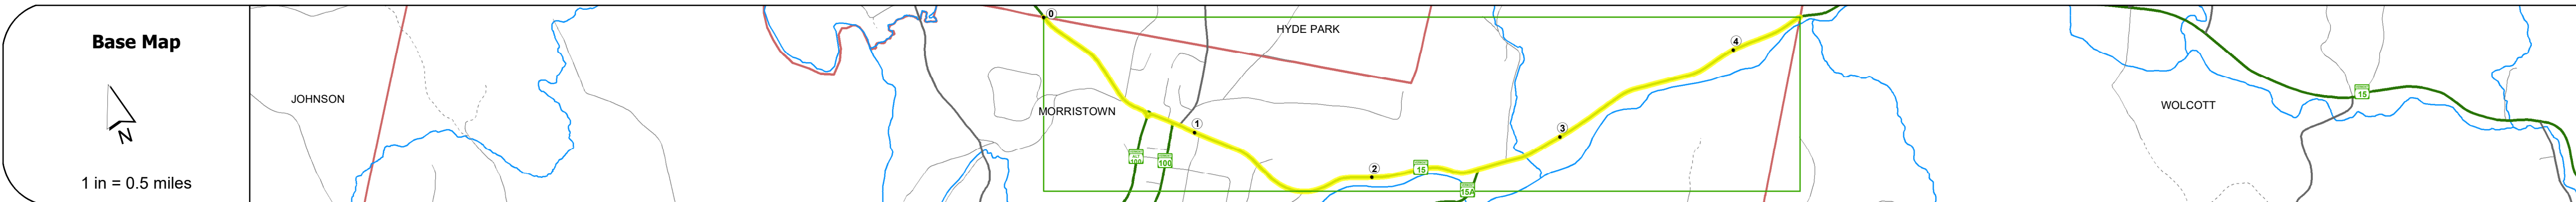 Base Map
N
1 in = 0.5 miles
JOHNSON
MORRISTOWN
HYDE PARK
WOLCOTT
0
1
2
3
4
ALT
100
100
15
15A
15